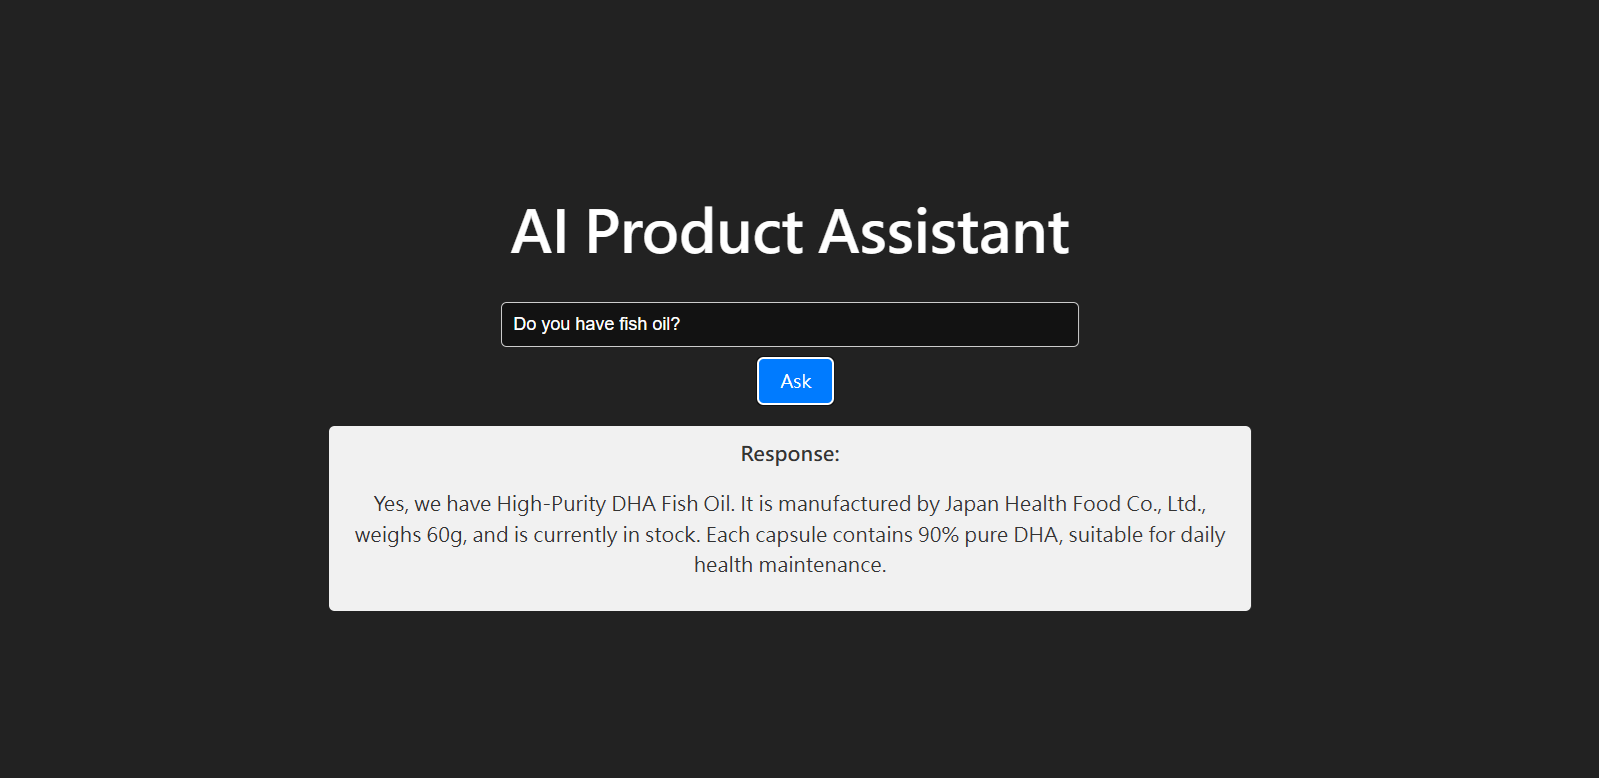 AI Product Assistant
Do you have fish oil?
Ask
Response:
Yes, we have High-Purity DHA Fish Oil. It is manufactured by Japan Health Food Co., Ltd.,
weighs 60g, and is currently in stock. Each capsule contains 90% pure DHA, suitable for daily
health maintenance.